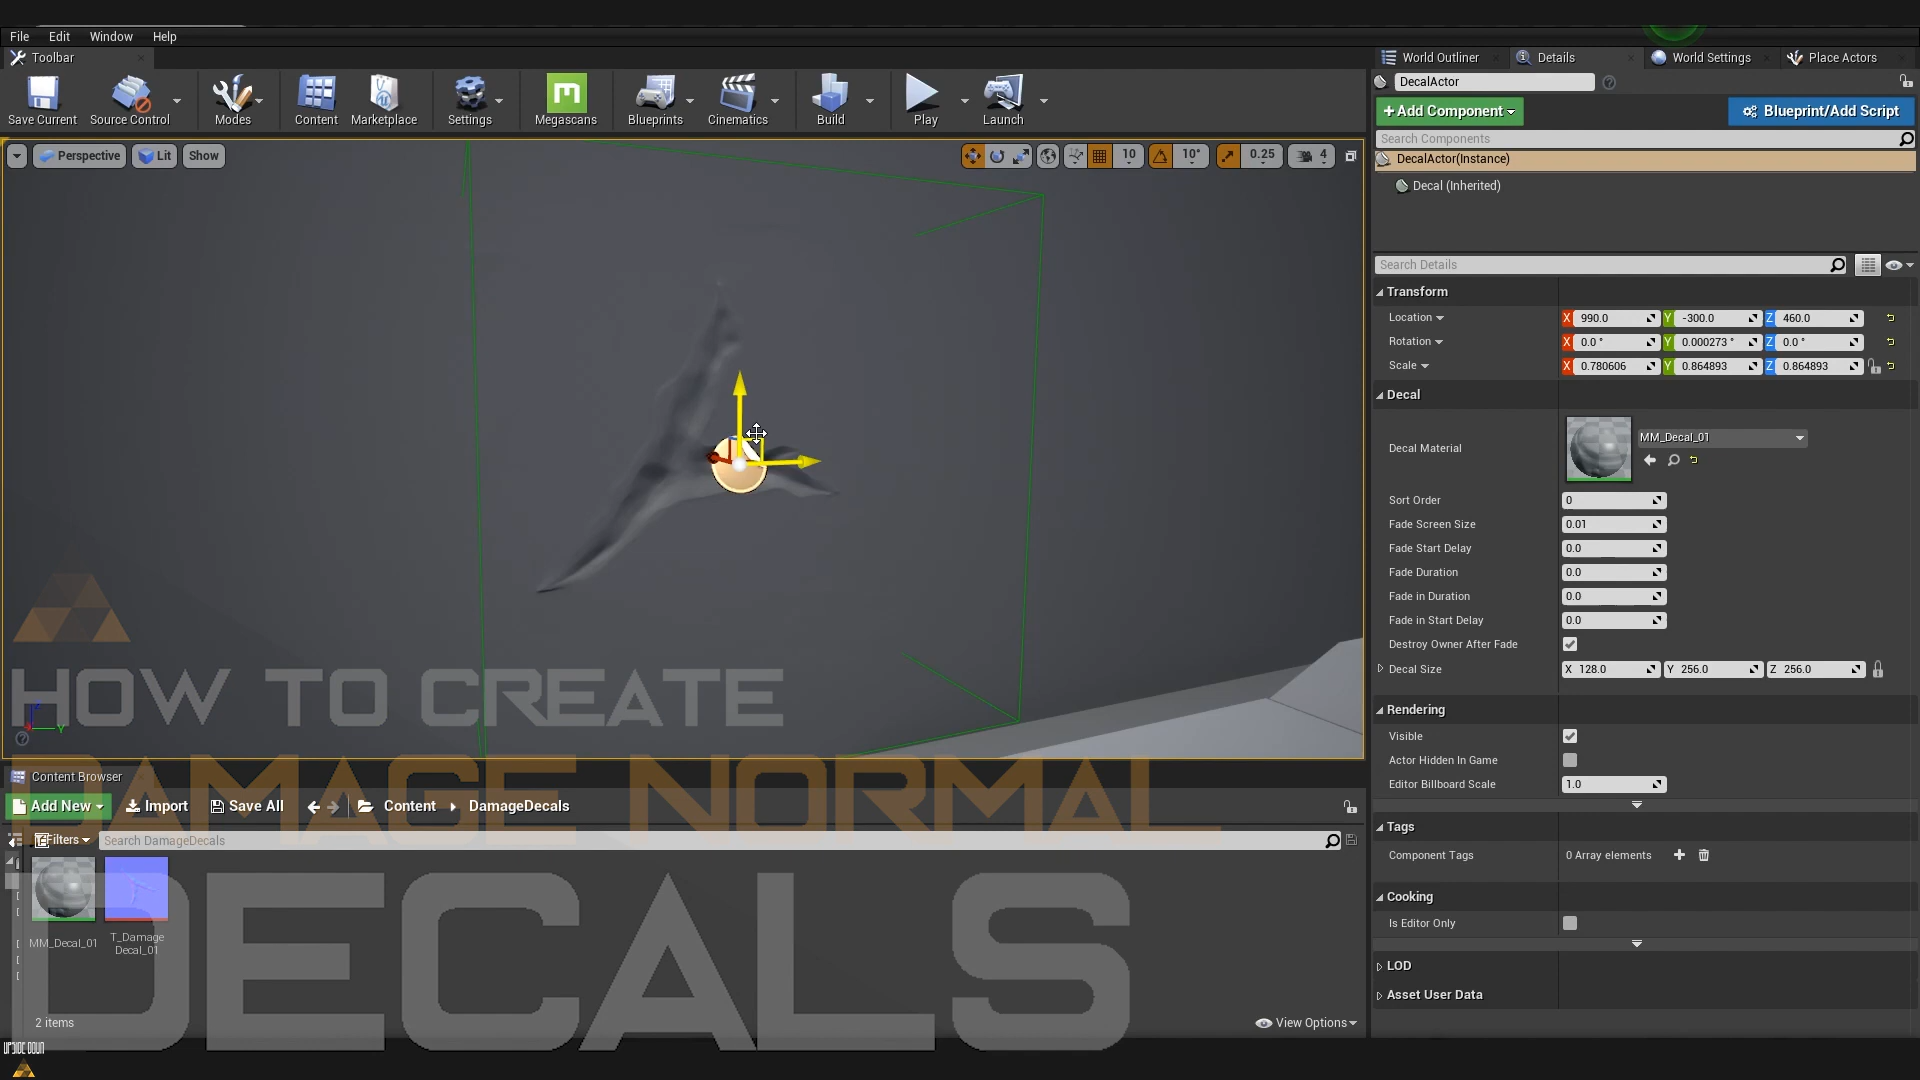 File Edit Window Help
Toolbar
World Outliner Details World Settings Place Actors
Save Current Source Control Modes Content Marketplace Settings Megascans Blueprints Cinematics Build Play Launch
DecalActor
+Add Component Blueprint/Add Script
Search Components
Perspective Lit Show 10 10° 0.25 4
DecalActor(Instance)
Decal (Inherited)
Search Details
Transform
Location X 990.0 Y -300.0 Z 460.0
Rotation X 0.0 ° Y 0.000273 ° Z 0.0 °
Scale X 0.780606 Y 0.864893 Z 0.864893
Decal
Decal Material MM_Decal_01
Sort Order 0
Fade Screen Size 0.01
Fade Start Delay 0.0
Fade Duration 0.0
Fade in Duration 0.0
Fade in Start Delay 0.0
Destroy Owner After Fade
Decal Size X 128.0 Y 256.0 Z 256.0
Rendering
Visible
Actor Hidden In Game
Editor Billboard Scale 1.0
Tags
Component Tags 0 Array elements
Cooking
Is Editor Only
LOD
Asset User Data
HOW TO CREATE
DAMAGE NORMAL
DECALS
Y
Content Browser
Add New Import Save All Content DamageDecals
Filters Search DamageDecals
MM_Decal_01 T_Damage
Decal_01
2 items View Options
UPSIDE DOWN